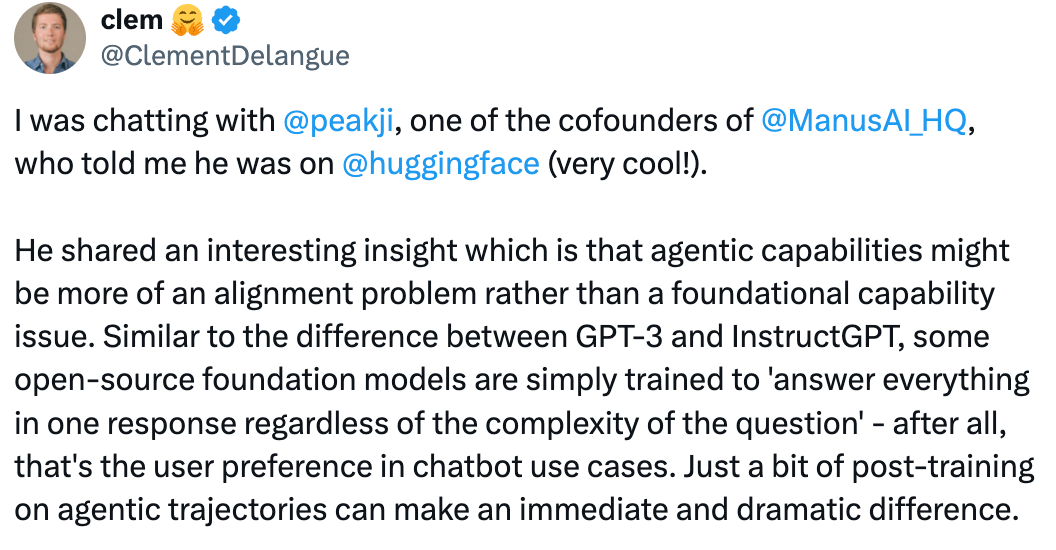 clem 🤗
@ClementDelangue
I was chatting with @peakji, one of the cofounders of @ManusAI_HQ,
who told me he was on @huggingface (very cool!).
He shared an interesting insight which is that agentic capabilities might
be more of an alignment problem rather than a foundational capability
issue. Similar to the difference between GPT-3 and InstructGPT, some
open-source foundation models are simply trained to 'answer everything
in one response regardless of the complexity of the question' - after all,
that's the user preference in chatbot use cases. Just a bit of post-training
on agentic trajectories can make an immediate and dramatic difference.